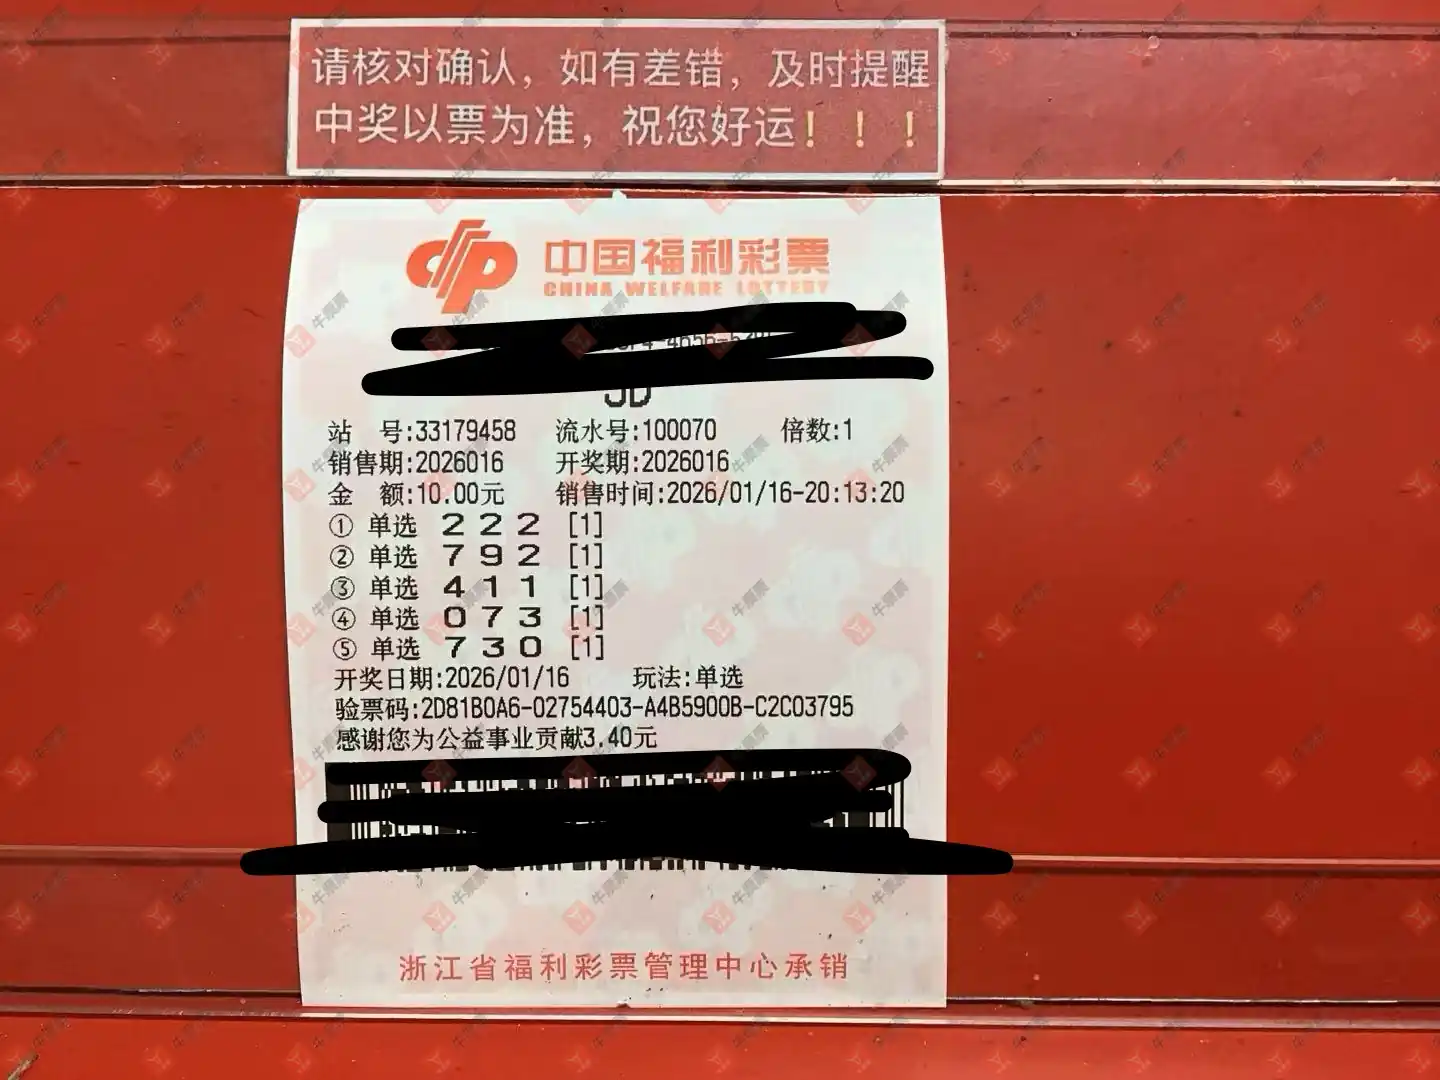 请核对确认，如有差错，及时提醒
中奖以票为准，祝您好运！！！
中国福利彩票
CHINA WELFARE LOTTERY
3D
站 号:33179458 流水号:100070 倍数:1
销售期:2026016 开奖期:2026016
金 额:10.00元 销售时间:2026/01/16-20:13:20
① 单选 2 2 2 [1]
② 单选 7 9 2 [1]
③ 单选 4 1 1 [1]
④ 单选 0 7 3 [1]
⑤ 单选 7 3 0 [1]
开奖日期:2026/01/16 玩法:单选
验票码:2D81B0A6-02754403-A4B5900B-C2C03795
感谢您为公益事业贡献3.40元
浙江省福利彩票管理中心承销
牛票票